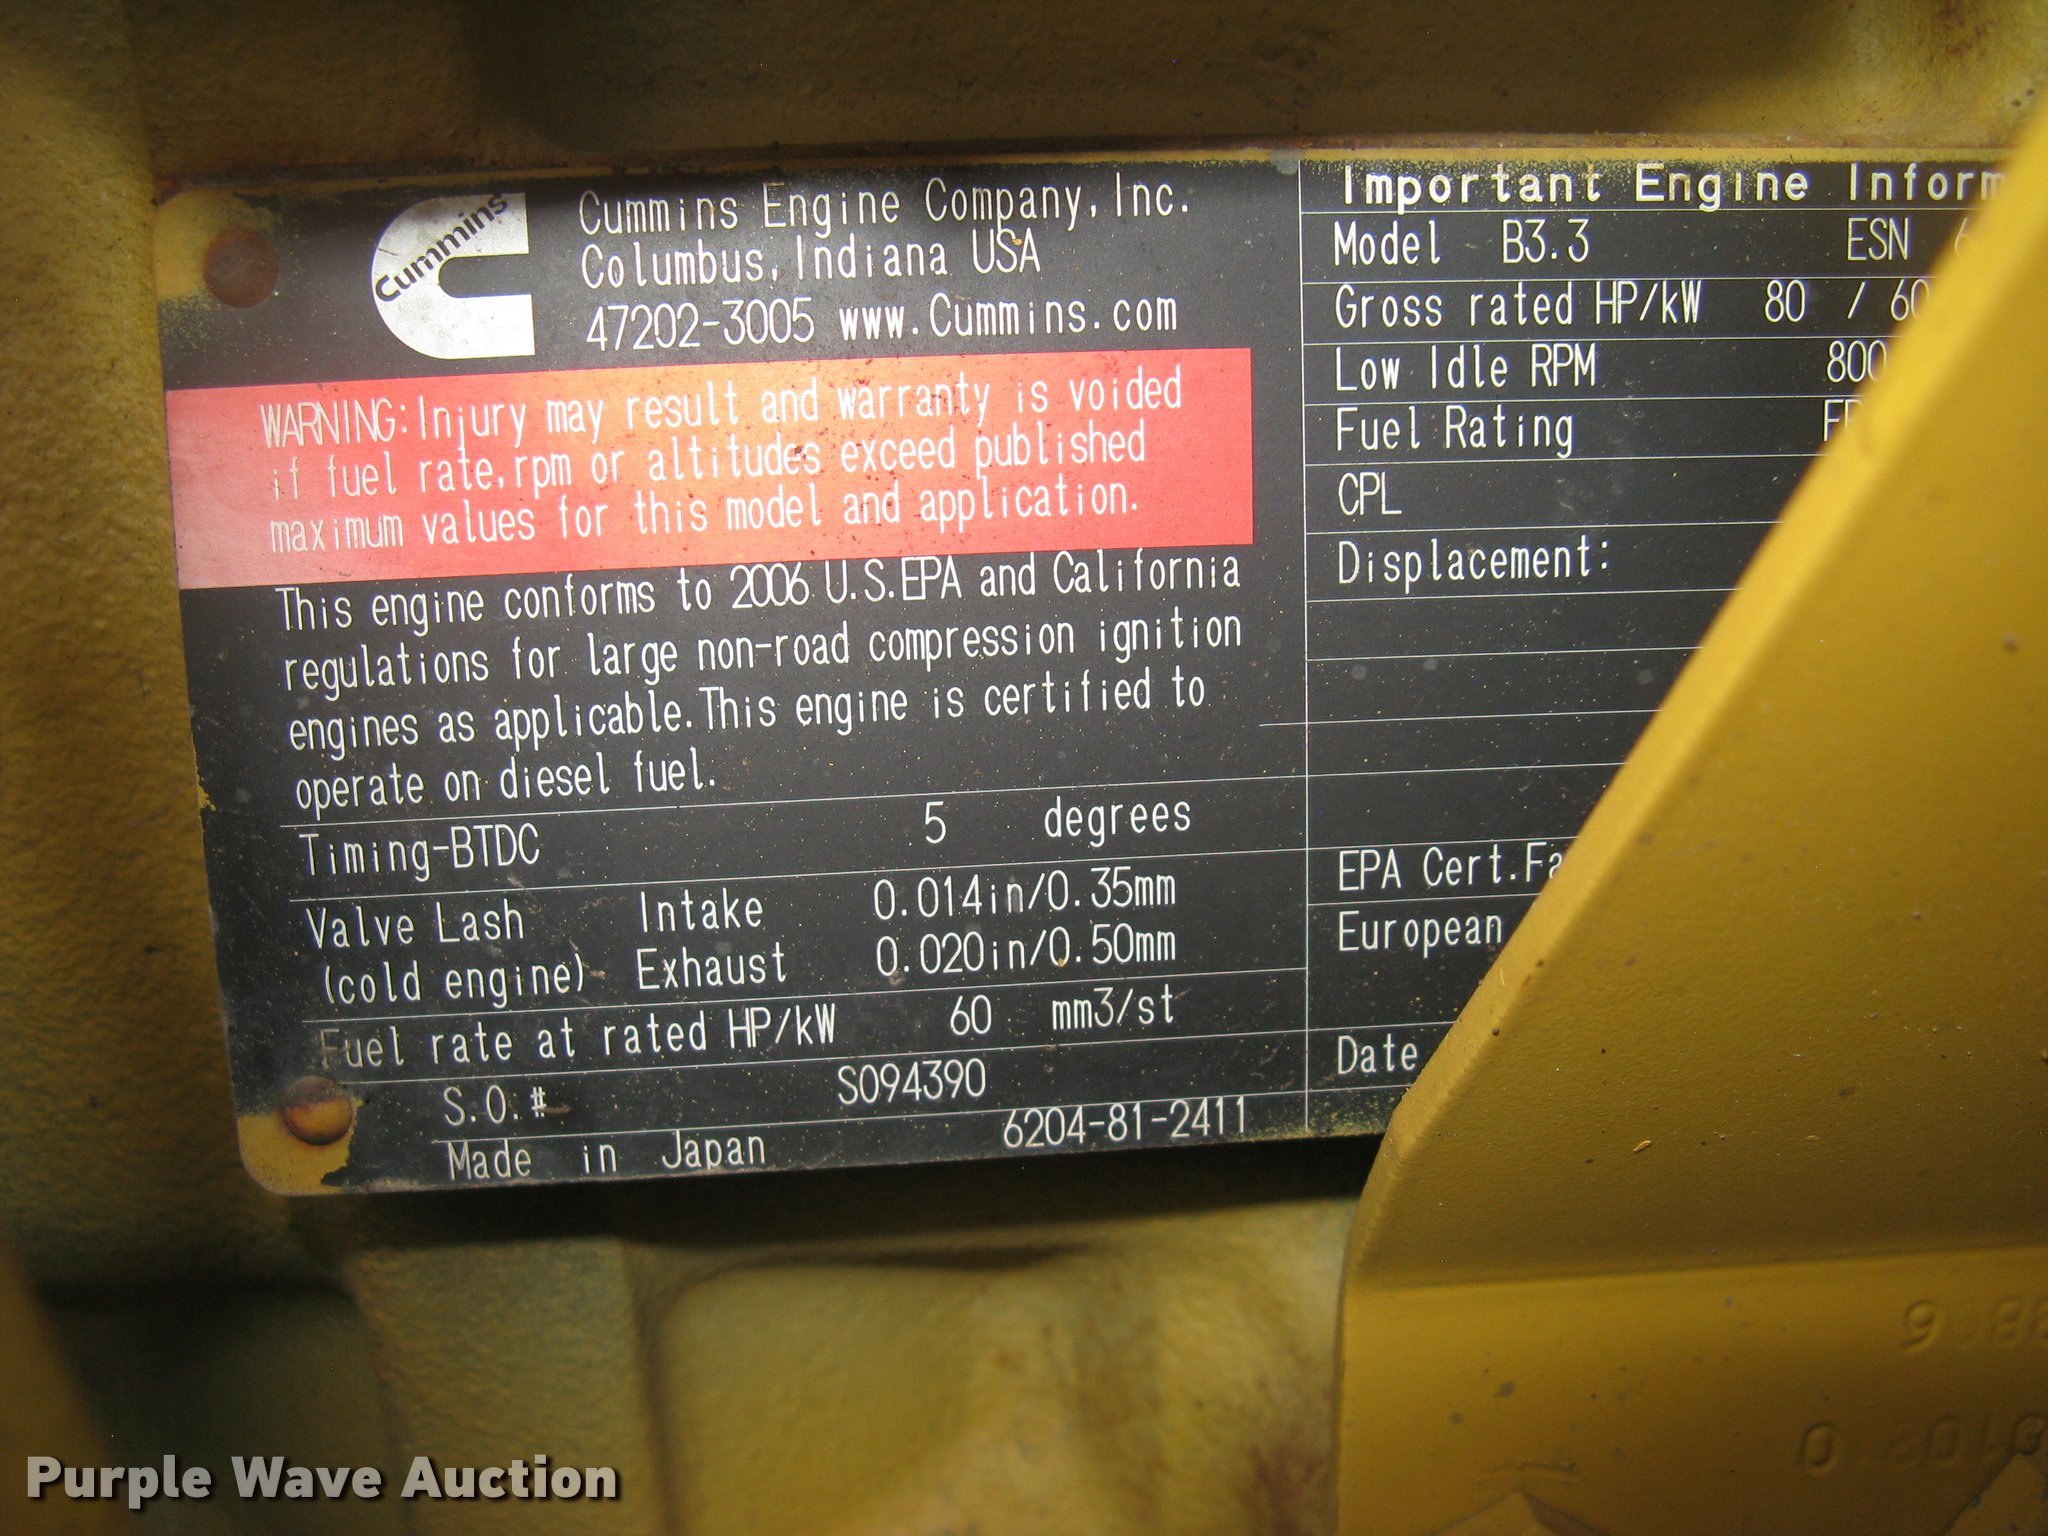 Cummins
Cummins Engine Company, Inc.
Columbus, Indiana USA
47202-3005 www.Cummins.com
WARNING: Injury may result and warranty is voided
if fuel rate, rpm or altitudes exceed published
maximum values for this model and application.
This engine conforms to 2006 U.S.EPA and California
regulations for large non-road compression ignition
engines as applicable. This engine is certified to
operate on diesel fuel.
Timing-BTDC 5 degrees
Valve Lash Intake 0.014in/0.35mm
(cold engine) Exhaust 0.020in/0.50mm
Fuel rate at rated HP/kW 60 mm3/st
S.O.# S094390
Made in Japan 6204-81-2411
Important Engine Inform
Model B3.3 ESN
Gross rated HP/kW 80 / 60
Low Idle RPM 800
Fuel Rating
CPL
Displacement:
EPA Cert.Fa
European
Date
Purple Wave Auction